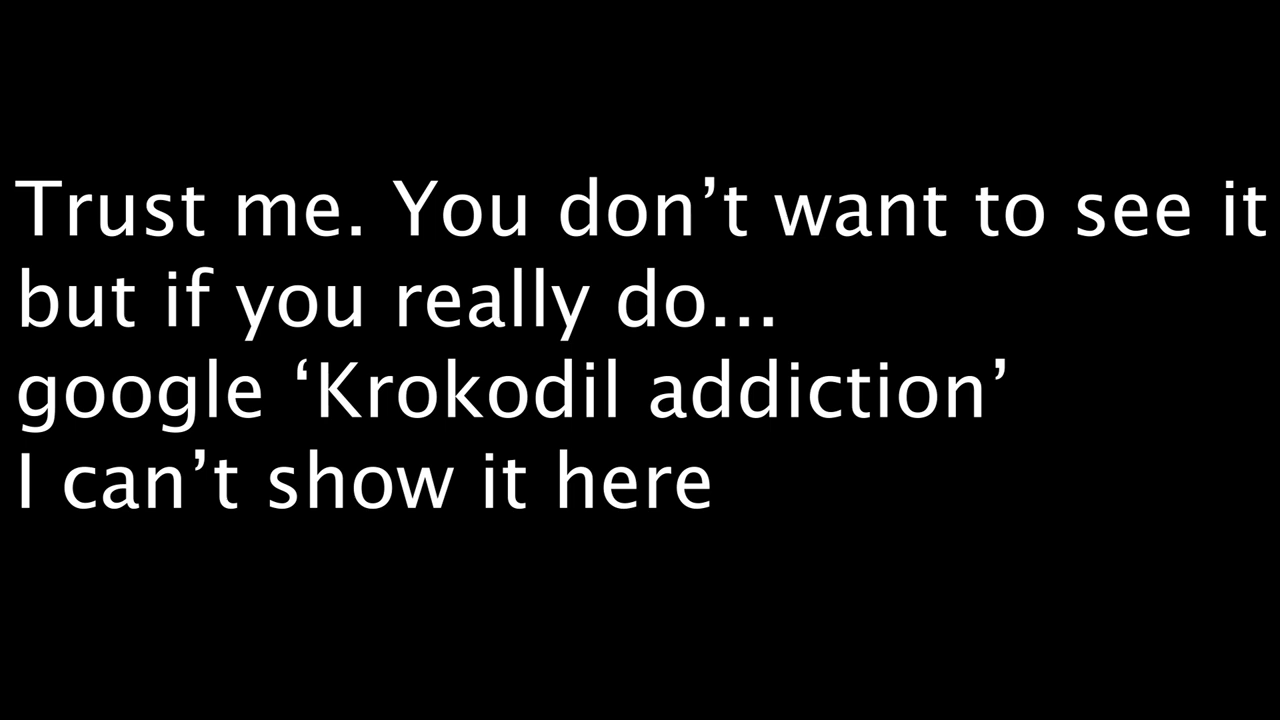 Trust me. You don’t want to see it
but if you really do...
google ‘Krokodil addiction’
I can’t show it here